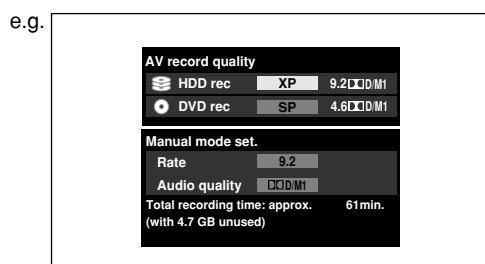 e.g.
AV record quality
HDD rec XP 9.2 D/M1
DVD rec SP 4.6 D/M1
Manual mode set.
Rate 9.2
Audio quality D/M1
Total recording time: approx. 61min.
(with 4.7 GB unused)